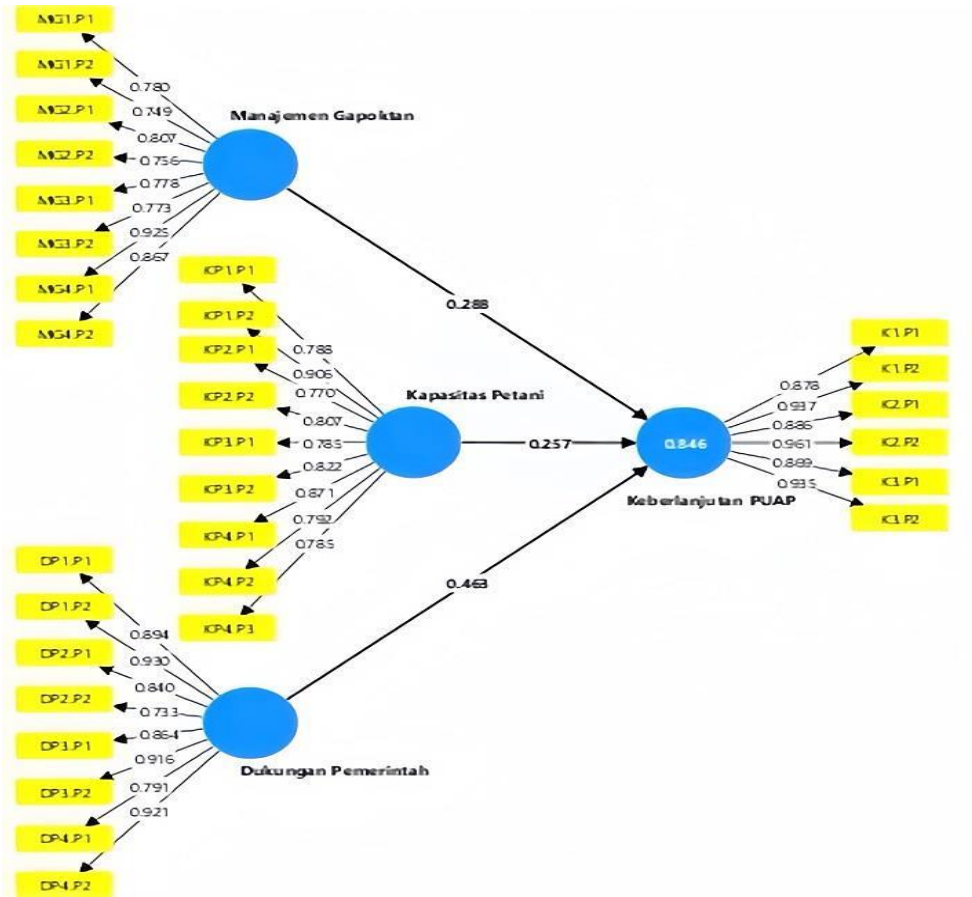 MG1.P1
MG1.P2
MG2.P1
MG2.P2
MG3.P1
MG3.P2
MG4.P1
MG4.P2
0.780
0.749
0.807
0.756
0.778
0.773
0.925
0.867
Manajemen Gapoktan
0.288
KP1.P1
KP1.P2
KP2.P1
KP2.P2
KP3.P1
KP3.P2
KP4.P1
KP4.P2
KP4.P3
0.788
0.906
0.770
0.807
0.785
0.822
0.871
0.792
0.785
Kapasitas Petani
0.257
0.846
Keberlanjutan PUAP
0.878
0.937
0.886
0.961
0.869
0.935
K1.P1
K1.P2
K2.P1
K2.P2
K3.P1
K3.P2
DP1.P1
DP1.P2
DP2.P1
DP2.P2
DP3.P1
DP3.P2
DP4.P1
DP4.P2
0.894
0.930
0.840
0.733
0.864
0.916
0.791
0.921
Dukungan Pemerintah
0.463